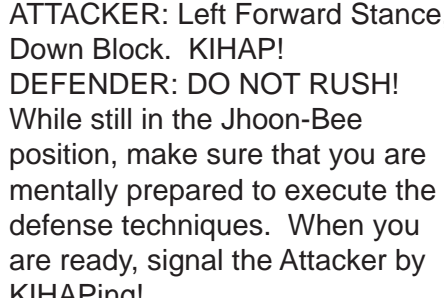 ATTACKER: Left Forward Stance
Down Block.  KIHAP!
DEFENDER: DO NOT RUSH!
While still in the Jhoon-Bee
position, make sure that you are
mentally prepared to execute the
defense techniques.  When you
are ready, signal the Attacker by
KIHAPing!